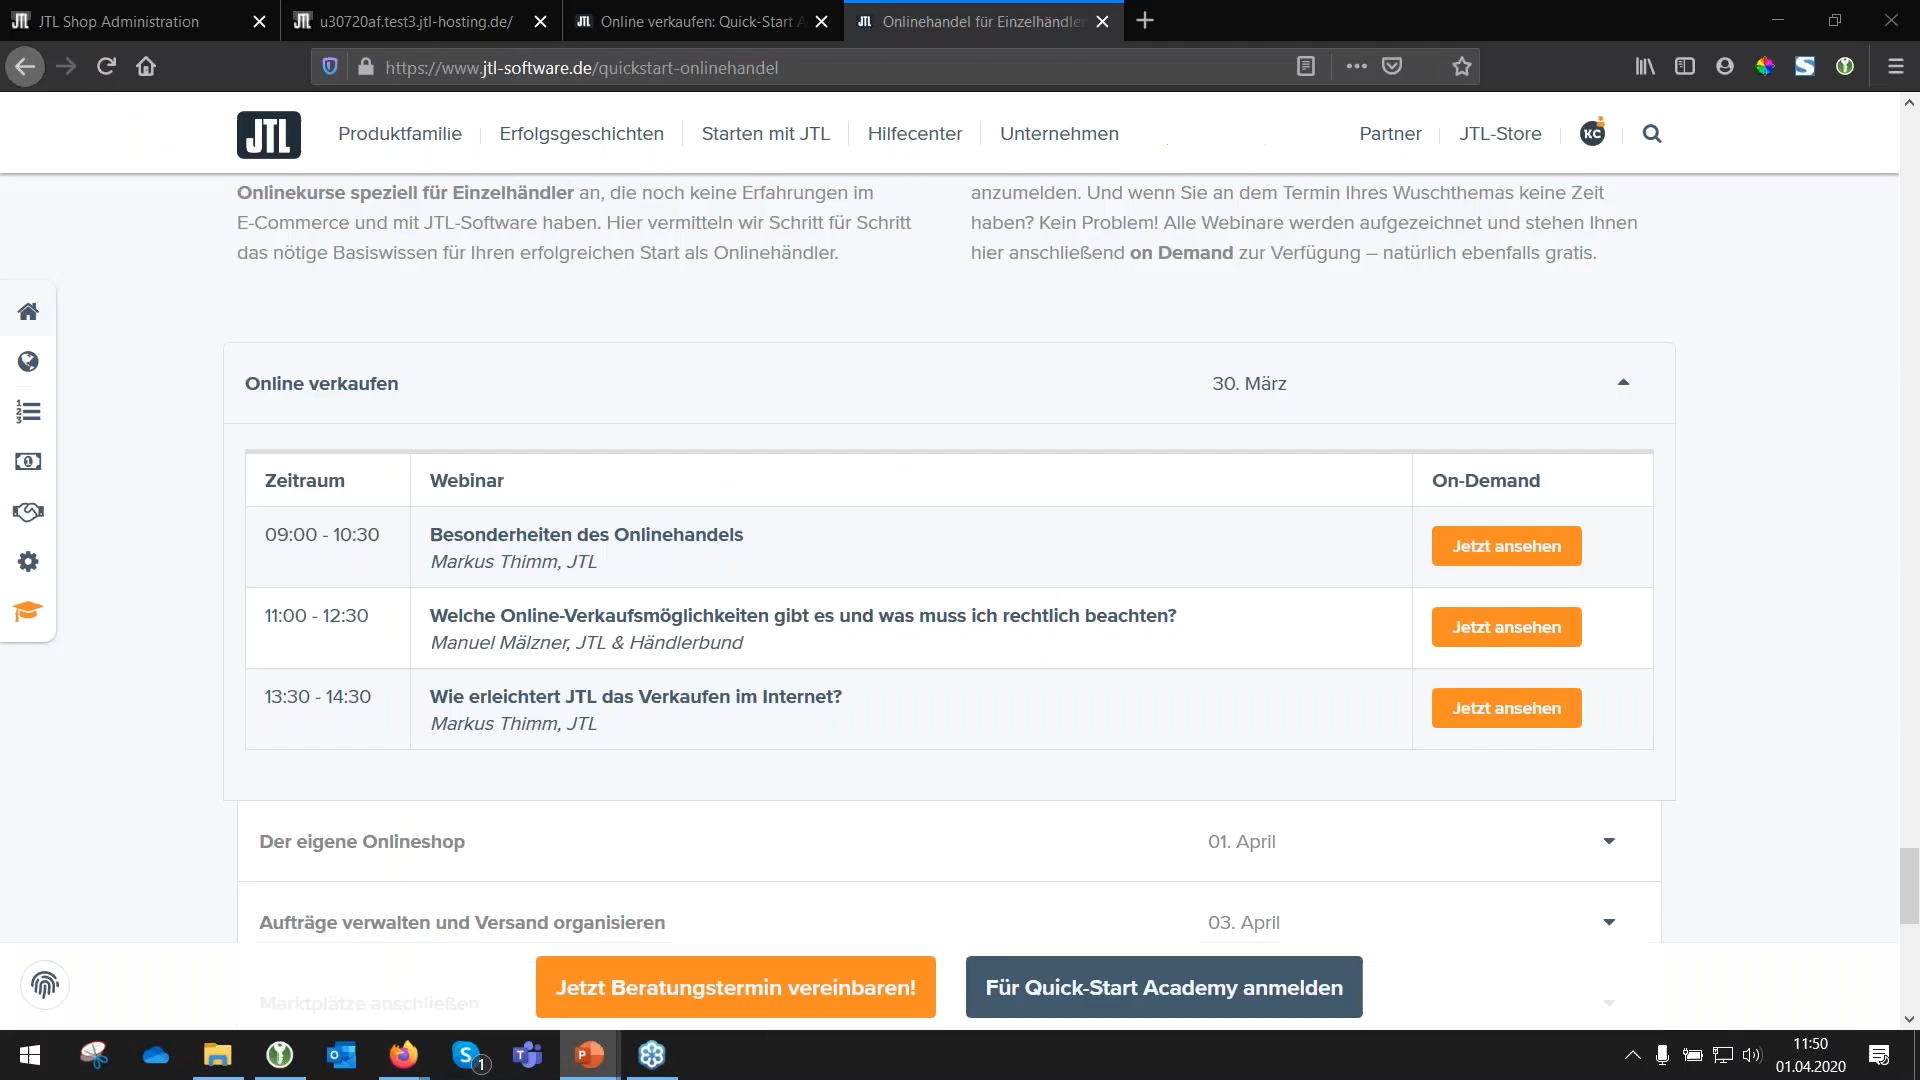 JTL Shop Administration
u30720af.test3.jtl-hosting.de/
Online verkaufen: Quick-Start A
Onlinehandel für Einzelhändler
https://www.jtl-software.de/quickstart-onlinehandel
JTL
Produktfamilie
Erfolgsgeschichten
Starten mit JTL
Hilfecenter
Unternehmen
Partner
JTL-Store
KC
Onlinekurse speziell für Einzelhändler an, die noch keine Erfahrungen im
E-Commerce und mit JTL-Software haben. Hier vermitteln wir Schritt für Schritt
das nötige Basiswissen für Ihren erfolgreichen Start als Onlinehändler.
anzumelden. Und wenn Sie an dem Termin Ihres Wuschthemas keine Zeit
haben? Kein Problem! Alle Webinare werden aufgezeichnet und stehen Ihnen
hier anschließend on Demand zur Verfügung – natürlich ebenfalls gratis.
Online verkaufen
30. März
Zeitraum
Webinar
On-Demand
09:00 - 10:30
Besonderheiten des Onlinehandels
Markus Thimm, JTL
Jetzt ansehen
11:00 - 12:30
Welche Online-Verkaufsmöglichkeiten gibt es und was muss ich rechtlich beachten?
Manuel Mälzner, JTL & Händlerbund
Jetzt ansehen
13:30 - 14:30
Wie erleichtert JTL das Verkaufen im Internet?
Markus Thimm, JTL
Jetzt ansehen
Der eigene Onlineshop
01. April
Aufträge verwalten und Versand organisieren
03. April
Marktplätze anschließen
Jetzt Beratungstermin vereinbaren!
Für Quick-Start Academy anmelden
1
11:50
01.04.2020